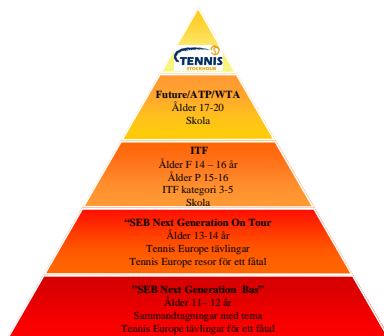 TENNIS
STOCKHOLM
Future/ATP/WTA
Ålder 17-20
Skola
ITF
Ålder F 14 – 16 år
Ålder P 15-16
ITF kategori 3-5
Skola
“SEB Next Generation On Tour
Ålder 13-14 år
Tennis Europe tävlingar
Tennis Europe resor för ett fåtal
”SEB Next Generation Bas”
Ålder 11– 12 år
Sammandragningar med tema
Tennis Europe tävlingar för ett fåtal